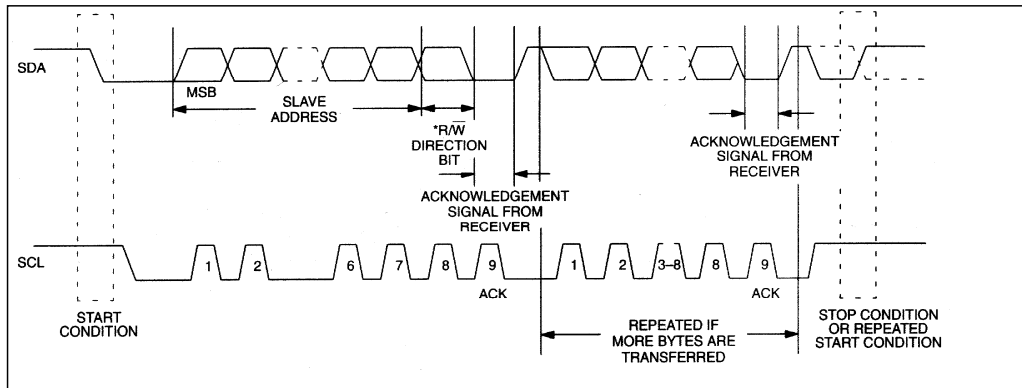 SDA
MSB
SLAVE
ADDRESS
*R/W̅
DIRECTION
BIT
ACKNOWLEDGEMENT
SIGNAL FROM
RECEIVER
ACKNOWLEDGEMENT
SIGNAL FROM
RECEIVER
SCL
1 2 6 7 8 9 1 2 3–8 8 9
ACK ACK
START
CONDITION
REPEATED IF
MORE BYTES ARE
TRANSFERRED
STOP CONDITION
OR REPEATED
START CONDITION